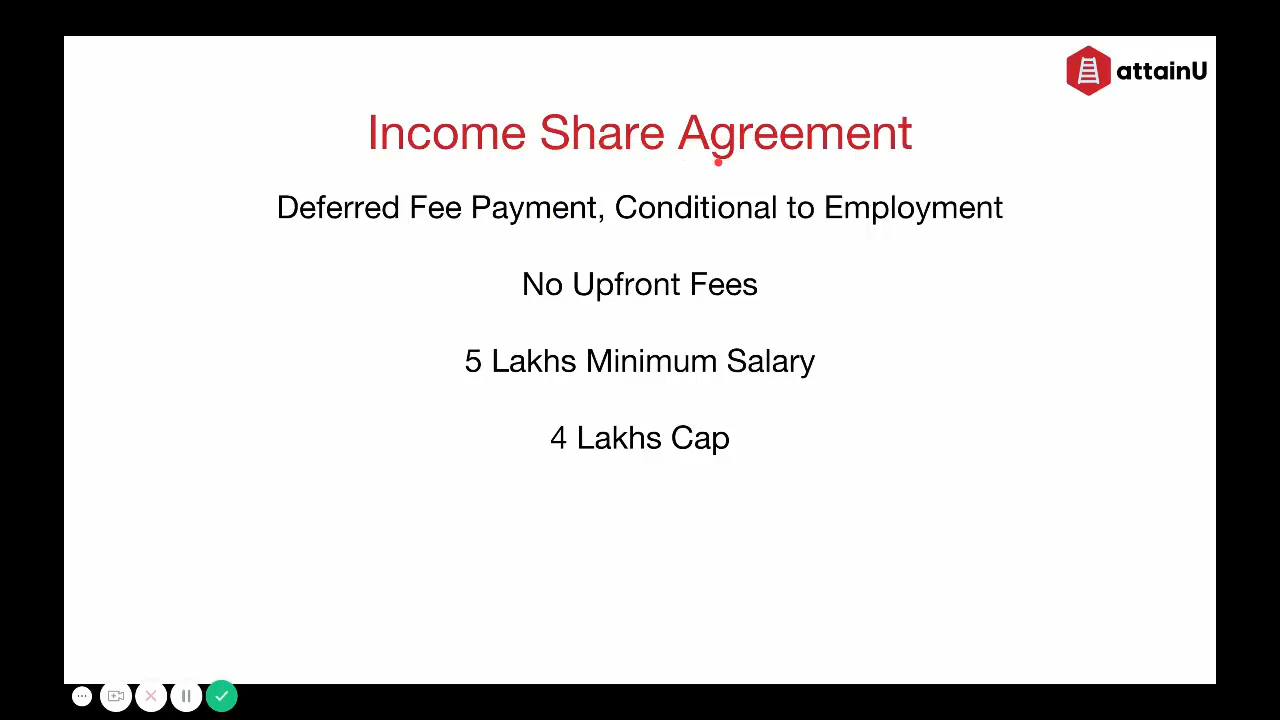 attainU
Income Share Agreement
Deferred Fee Payment, Conditional to Employment
No Upfront Fees
5 Lakhs Minimum Salary
4 Lakhs Cap